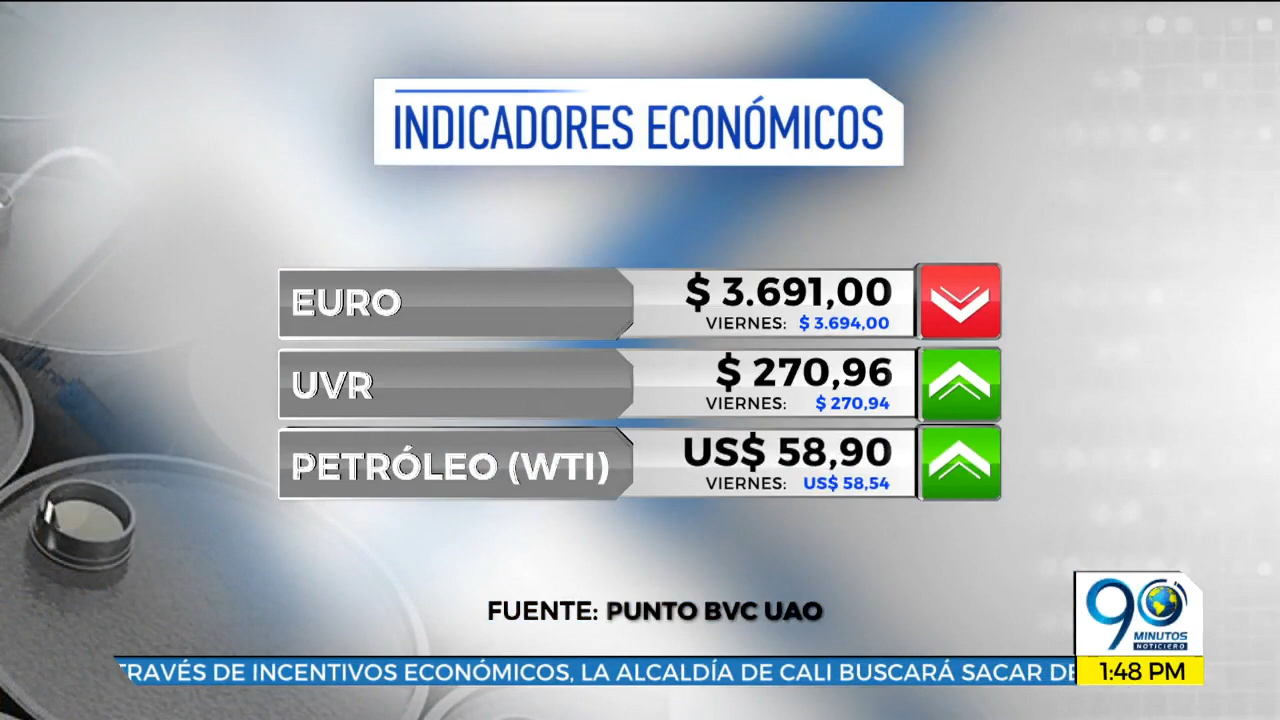 INDICADORES ECONÓMICOS
EURO
$ 3.691,00
VIERNES: $ 3.694,00
UVR
$ 270,96
VIERNES: $ 270,94
PETRÓLEO (WTI)
US$ 58,90
VIERNES: US$ 58,54
FUENTE: PUNTO BVC UAO
90
MINUTOS
NOTICIERO
TRAVÉS DE INCENTIVOS ECONÓMICOS, LA ALCALDÍA DE CALI BUSCARÁ SACAR DE
1:48 PM